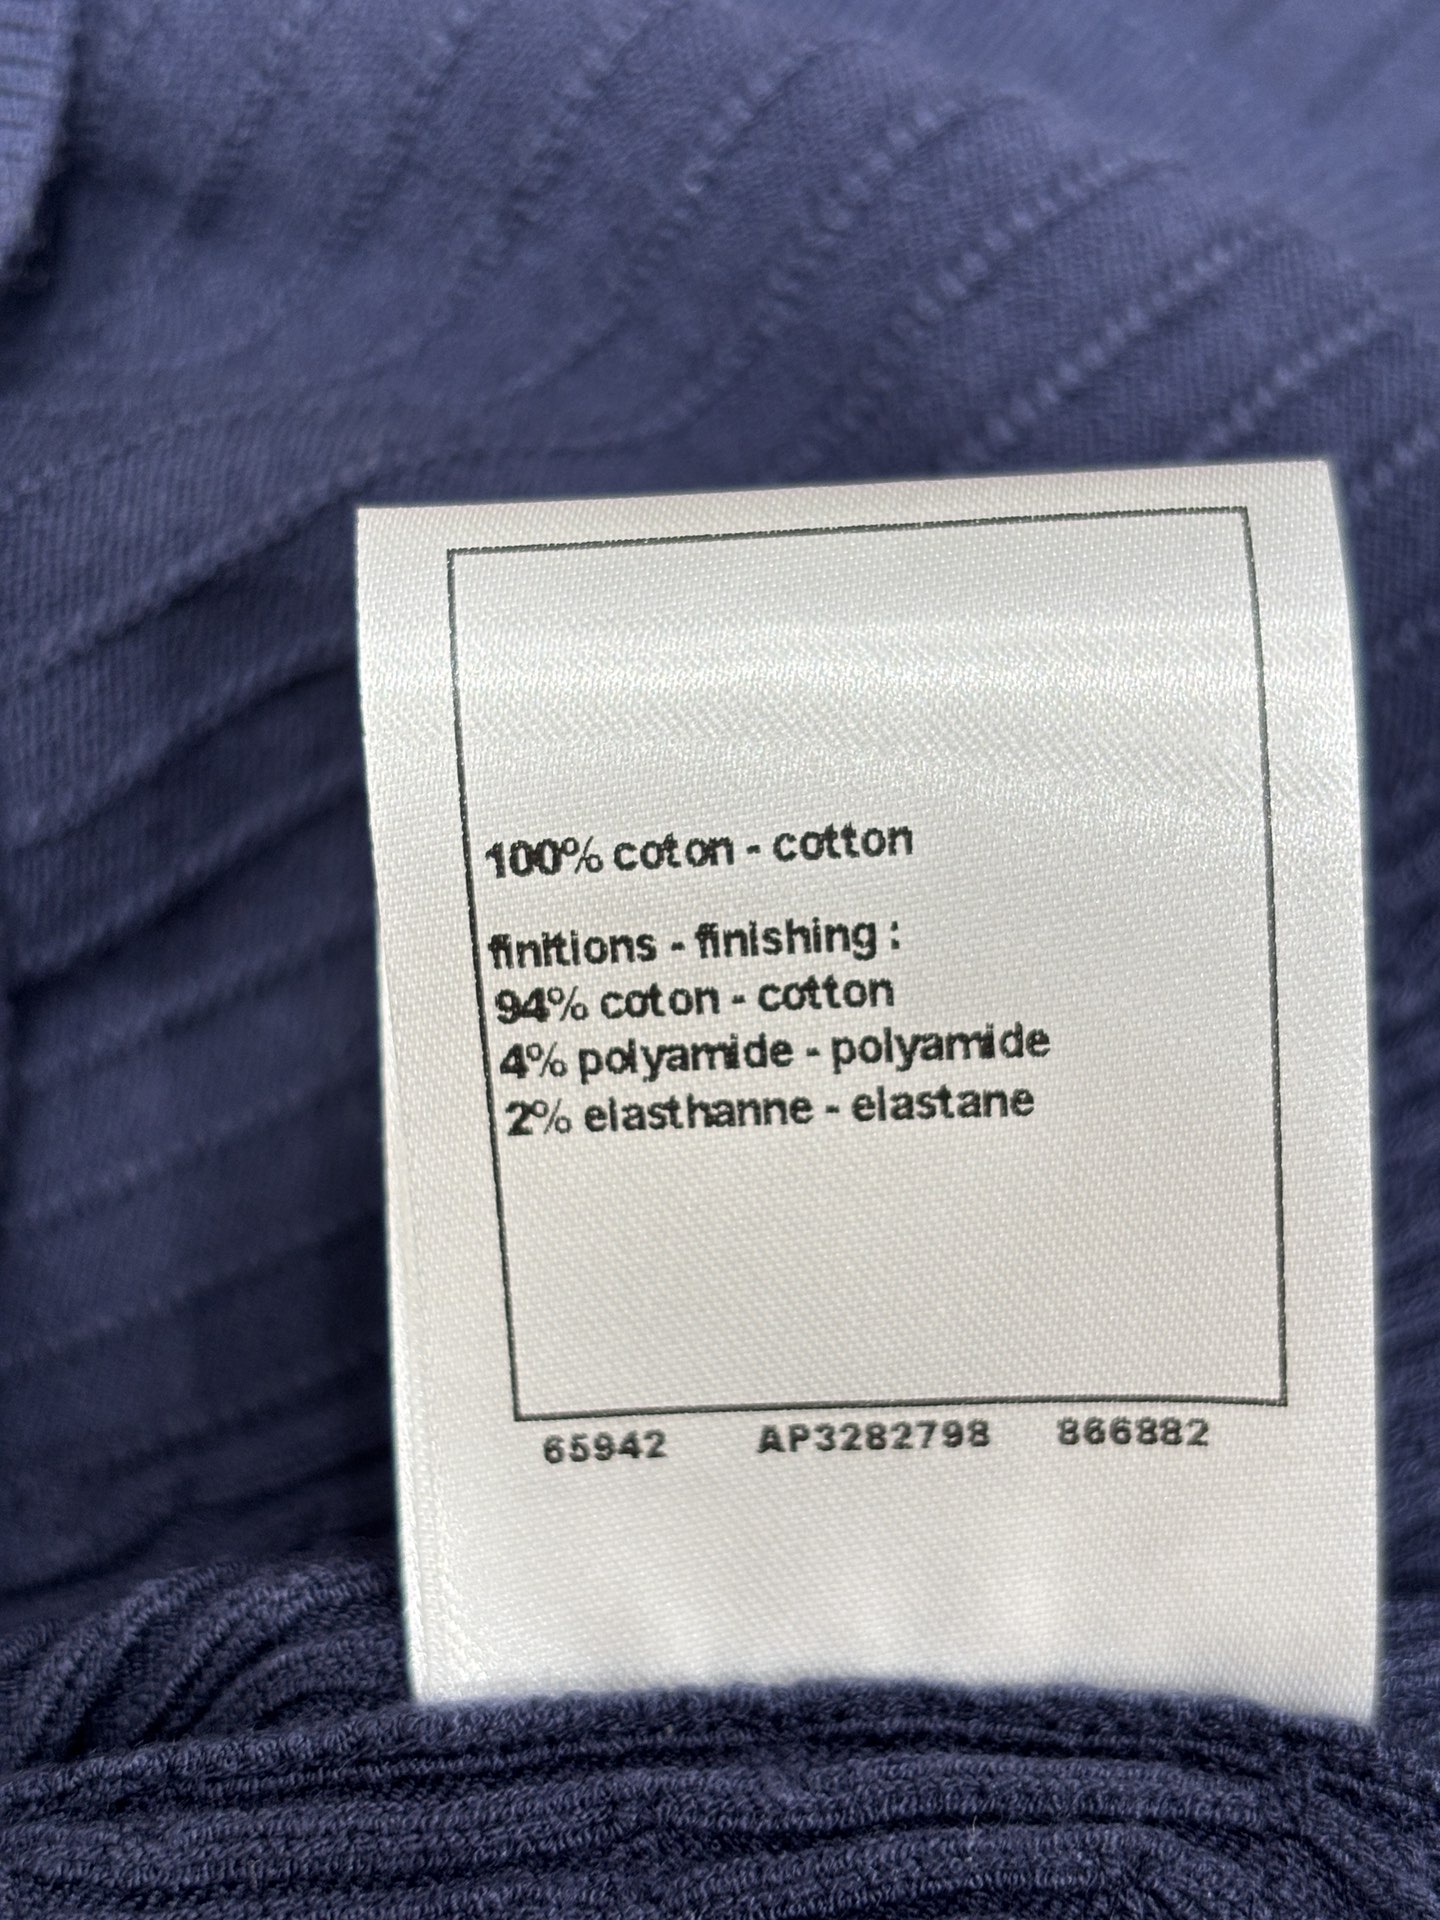 100% coton - cotton
finitions - finishing :
94% coton - cotton
4% polyamide - polyamide
2% elasthanne - elastane
65942 AP3282798 866882